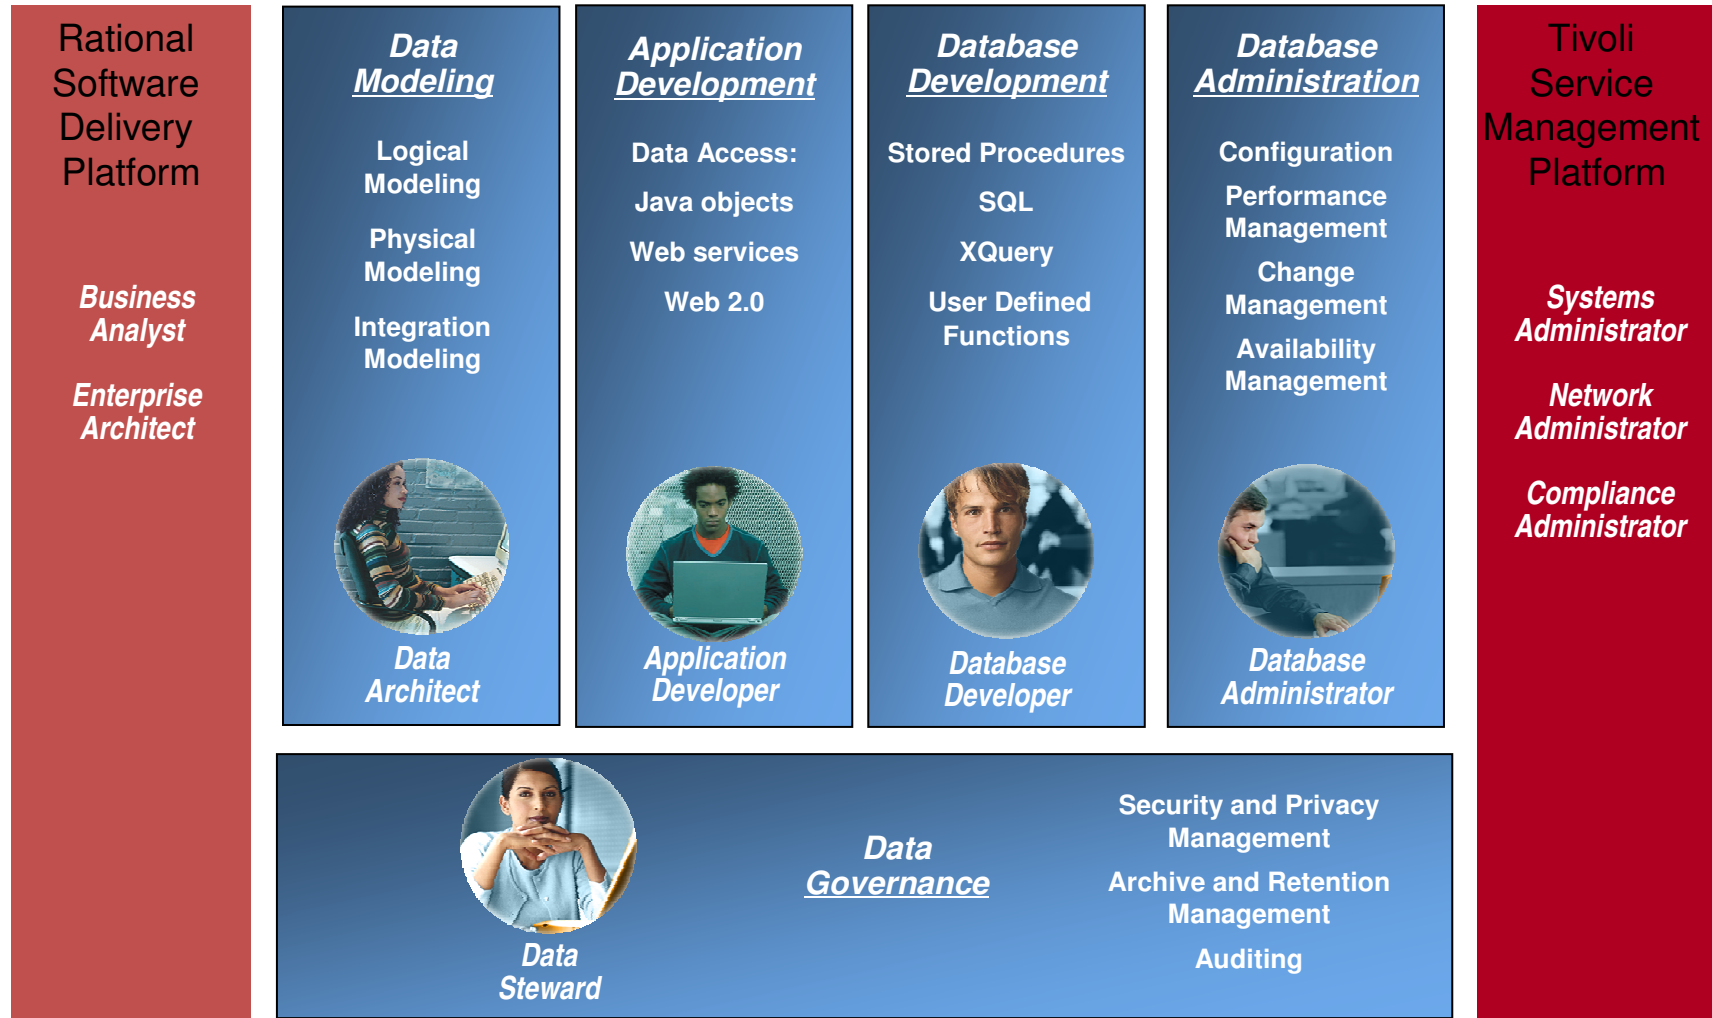 Rational
Software
Delivery
Platform
Business
Analyst
Enterprise
Architect
Data
Modeling
Logical
Modeling
Physical
Modeling
Integration
Modeling
Data
Architect
Application
Development
Data Access:
Java objects
Web services
Web 2.0
Application
Developer
Database
Development
Stored Procedures
SQL
XQuery
User Defined
Functions
Database
Developer
Database
Administration
Configuration
Performance
Management
Change
Management
Availability
Management
Database
Administrator
Tivoli
Service
Management
Platform
Systems
Administrator
Network
Administrator
Compliance
Administrator
Data
Steward
Data
Governance
Security and Privacy
Management
Archive and Retention
Management
Auditing